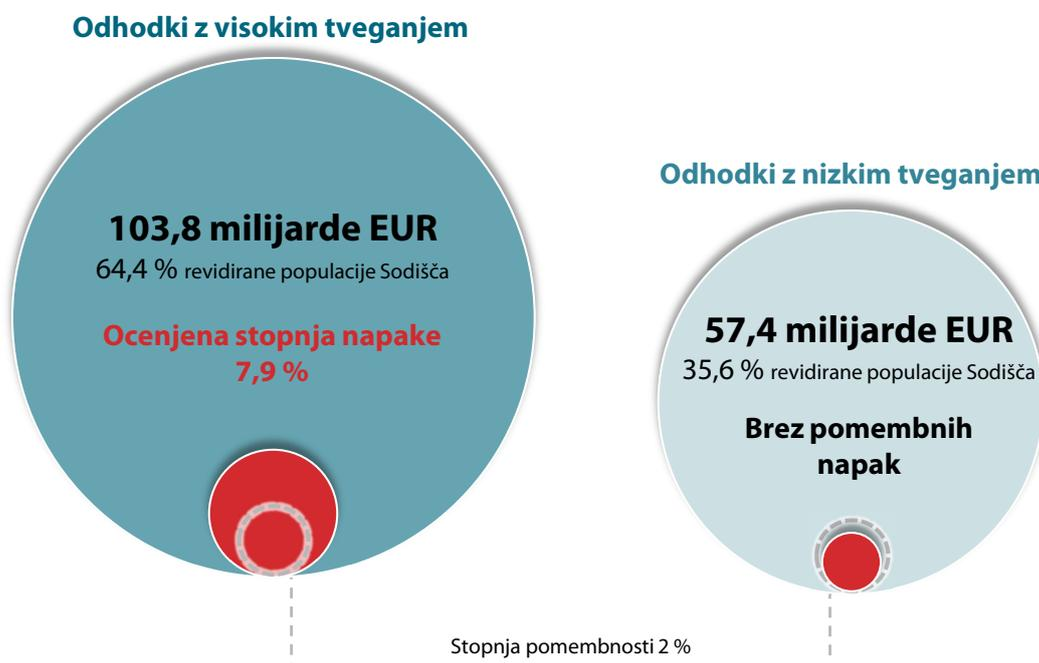 Odhodki z visokim tveganjem
103,8 milijarde EUR
64,4 % revidirane populacije Sodišča
Ocenjena stopnja napake
7,9 %
Odhodki z nizkim tveganjem
57,4 milijarde EUR
35,6 % revidirane populacije Sodišča
Brez pomembnih
napak
Stopnja pomembnosti 2 %